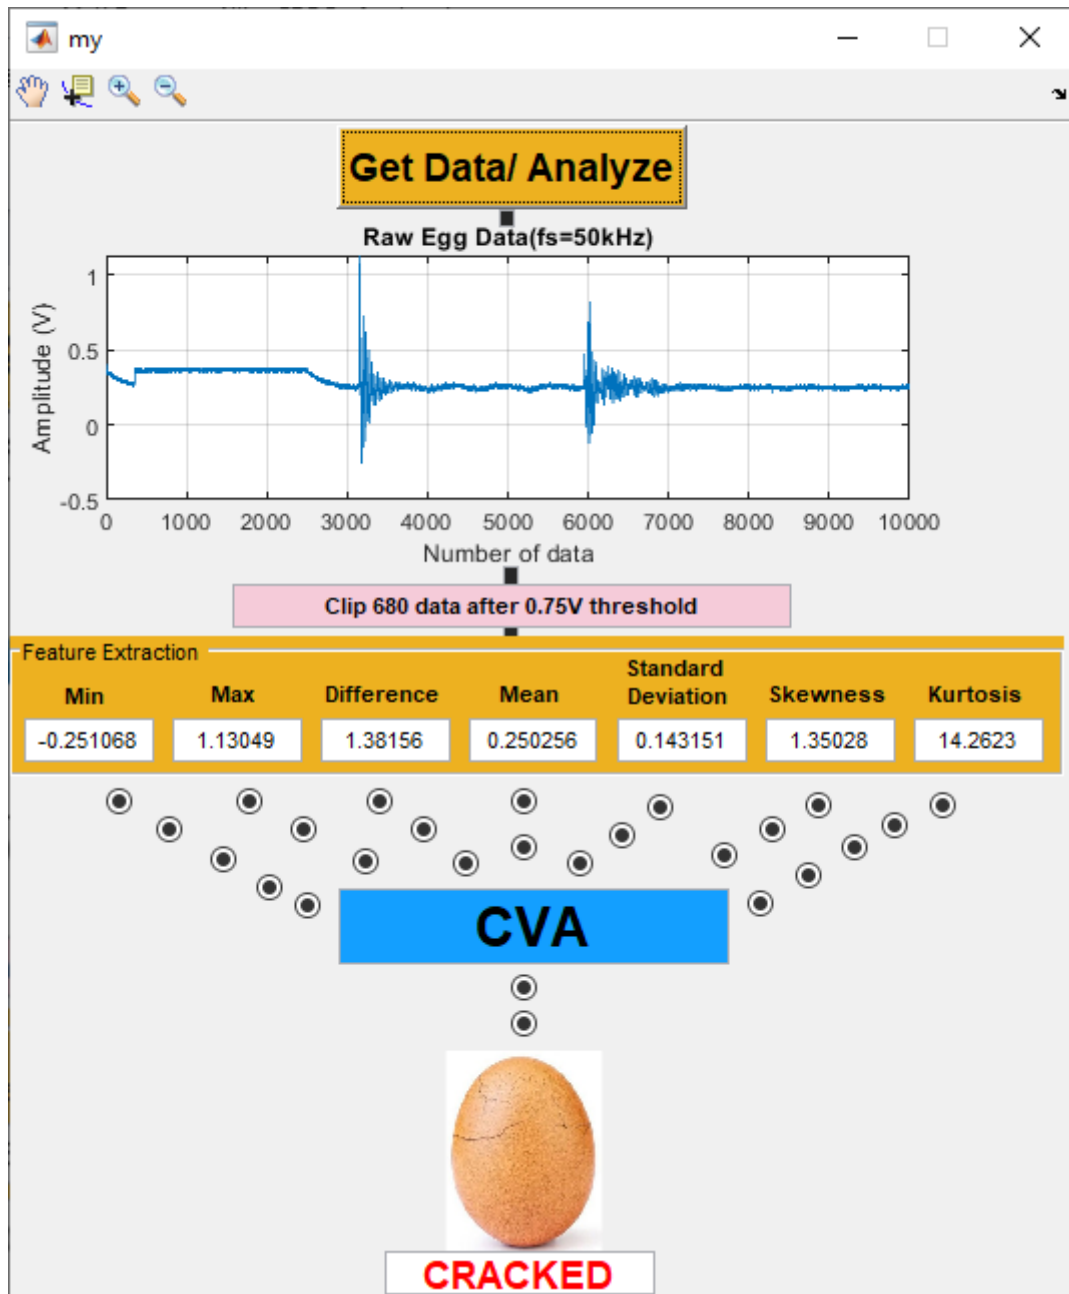 my
Get Data/ Analyze
Raw Egg Data(fs=50kHz)
1
0.5
0
-0.5
Amplitude (V)
0 1000 2000 3000 4000 5000 6000 7000 8000 9000 10000
Number of data
Clip 680 data after 0.75V threshold
Feature Extraction
Min Max Difference Mean Standard Deviation Skewness Kurtosis
-0.251068 1.13049 1.38156 0.250256 0.143151 1.35028 14.2623
CVA
CRACKED